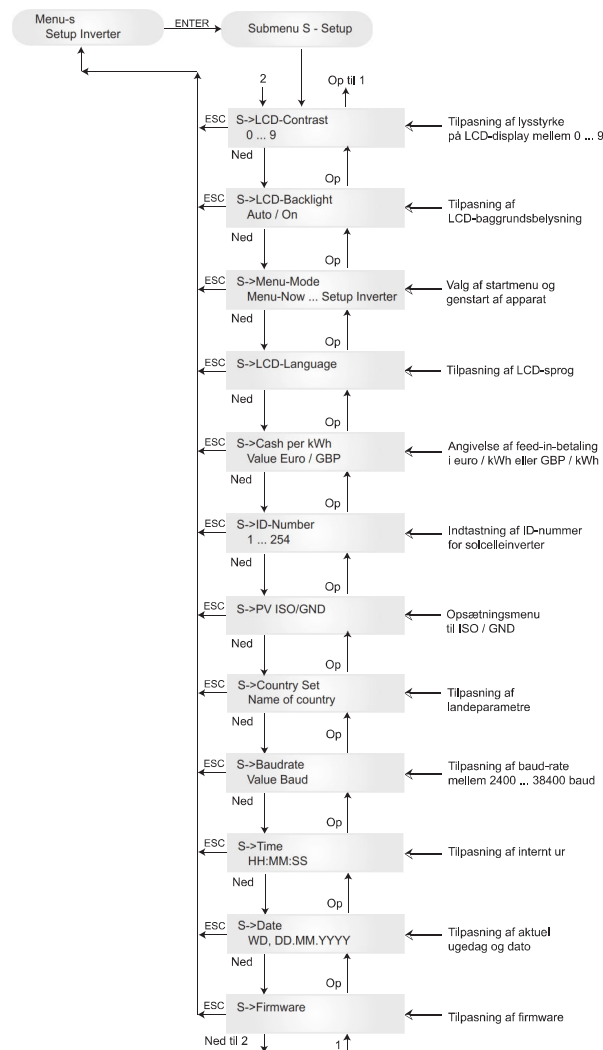 Menu-s
Setup Inverter
ENTER
Submenu S - Setup
2
Op til 1
ESC
S->LCD-Contrast
0 ... 9
Tilpasning af lysstyrke
på LCD-display mellem 0 ... 9
Ned
Op
ESC
S->LCD-Backlight
Auto / On
Tilpasning af
LCD-baggrundsbelysning
Ned
Op
ESC
S->Menu-Mode
Menu-Now ... Setup Inverter
Valg af startmenu og
genstart af apparat
Ned
Op
ESC
S->LCD-Language
Tilpasning af LCD-sprog
Ned
Op
ESC
S->Cash per kWh
Value Euro / GBP
Angivelse af feed-in-betaling
i euro / kWh eller GBP / kWh
Ned
Op
ESC
S->ID-Number
1 ... 254
Indtastning af ID-nummer
for solcelleinverter
Ned
Op
ESC
S->PV ISO/GND
Opsætningsmenu
til ISO / GND
Ned
Op
ESC
S->Country Set
Name of country
Tilpasning af
landeparametre
Ned
Op
ESC
S->Baudrate
Value Baud
Tilpasning af baud-rate
mellem 2400 ... 38400 baud
Ned
Op
ESC
S->Time
HH:MM:SS
Tilpasning af internt ur
Ned
Op
ESC
S->Date
WD, DD.MM.YYYY
Tilpasning af aktuel
ugedag og dato
Ned
Op
ESC
S->Firmware
Tilpasning af firmware
Ned til 2
1